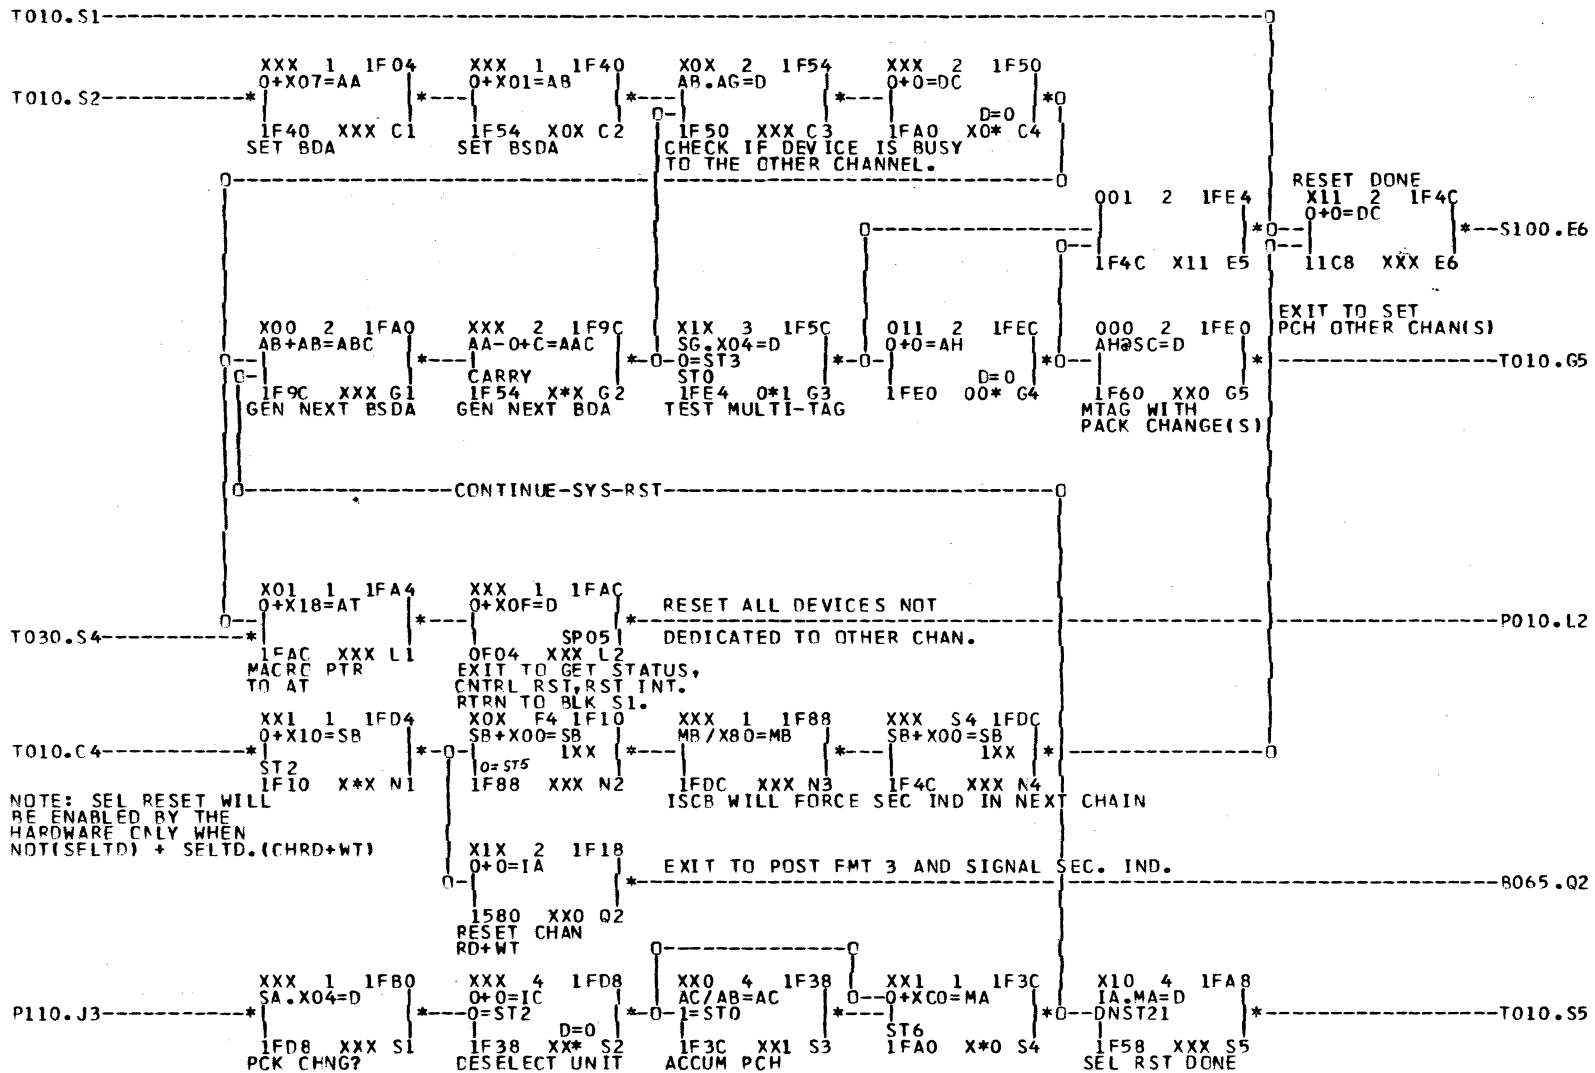 T010.S1
XXX 1 1F04 XXX 1 1F40 X0X 2 1F54 XXX 2 1F50
0+X07=AA 0+X01=AB AB.AG=D 0+0=DC
T010.S2
D=0
1F40 XXX C1 1F54 X0X C2 1F50 XXX C3 1FA0 X0* C4
SET BDA SET BSDA CHECK IF DEVICE IS BUSY
TO THE OTHER CHANNEL.
RESET DONE
001 2 1FE4 X11 2 1F4C
0+0=DC
S100.E6
1F4C X11 E5 11C8 XXX E6
EXIT TO SET
PCH OTHER CHAN(S)
X00 2 1FA0 XXX 2 1F9C X1X 3 1F5C 011 2 1FEC 000 2 1FE0
AB+AB=ABC AA-0+C=AAC SG.X04=D 0+0=AH AH@SC=D
0=ST3 T010.G5
CARRY ST0 D=0
1F9C XXX G1 1F54 X*X G2 1FE4 0*1 G3 1FE0 00* G4 1F60 XX0 G5
GEN NEXT BSDA GEN NEXT BDA TEST MULTI-TAG MTAG WITH
PACK CHANGE(S)
CONTINUE-SYS-RST
X01 1 1FA4 XXX 1 1FAC
0+X18=AT 0+X0F=D RESET ALL DEVICES NOT
P010.L2
T030.S4 SP05 DEDICATED TO OTHER CHAN.
1FAC XXX L1 0F04 XXX L2
MACRO PTR EXIT TO GET STATUS,
TO AT CNTRL RST,RST INT.
RTRN TO BLK S1.
XX1 1 1FD4 X0X F4 1F10 XXX 1 1F88 XXX S4 1FDC
0+X10=SB SB+X00=SB MB/X80=MB SB+X00=SB
T010.C4 1XX 1XX
ST2 0=ST5
1F10 X*X N1 1F88 XXX N2 1FDC XXX N3 1F4C XXX N4
NOTE: SEL RESET WILL ISCB WILL FORCE SEC IND IN NEXT CHAIN
BE ENABLED BY THE
HARDWARE ONLY WHEN
NOT(SELTD) + SELTD.(CHRD+WT)
X1X 2 1F18
0+0=IA EXIT TO POST FMT 3 AND SIGNAL SEC. IND.
B065.Q2
1580 XX0 Q2
RESET CHAN
RD+WT
XXX 1 1FB0 XXX 4 1FD8 XX0 4 1F38 XX1 1 1F3C X10 4 1FA8
SA.X04=D 0+0=IC AC/AB=AC 0+XC0=MA IA.MA=D
P110.J3 0=ST2 1=ST0 DNST21 T010.S5
D=0 ST6
1FD8 XXX S1 1F38 XX* S2 1F3C XX1 S3 1FA0 X*0 S4 1F58 XXX S5
PCK CHNG? DESELECT UNIT ACCUM PCH SEL RST DONE